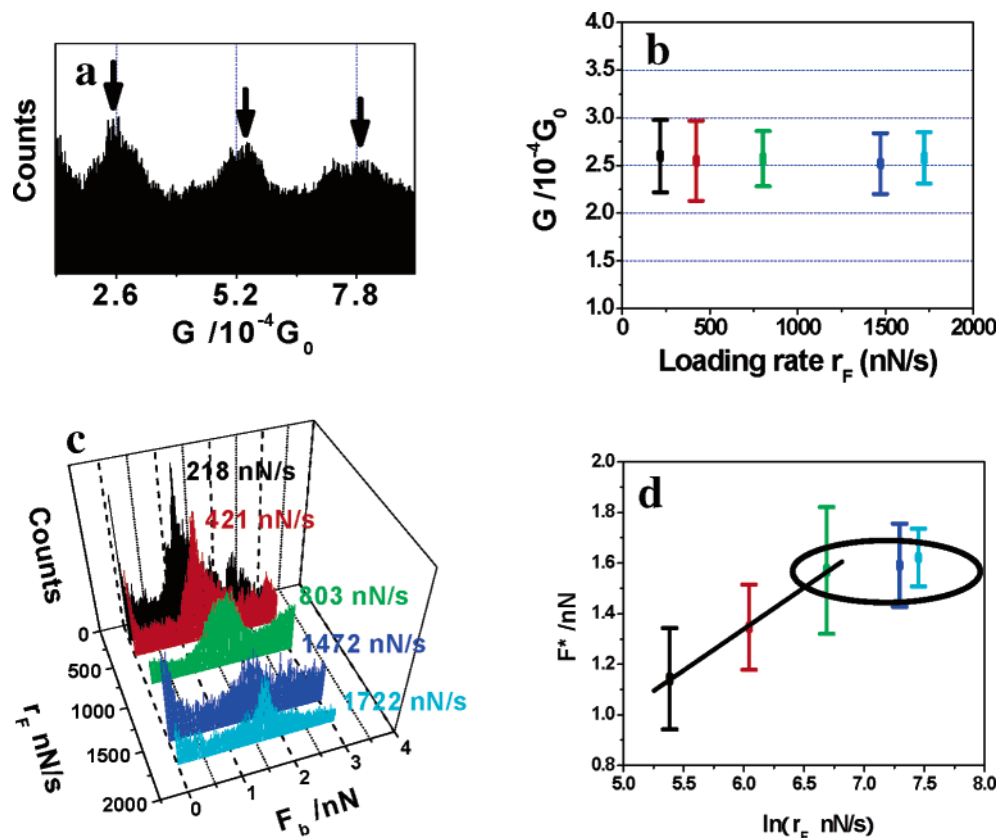 a
Counts
2.6 5.2 7.8
G /10⁻⁴G₀
b
G /10⁻⁴G₀
4.0
3.5
3.0
2.5
2.0
1.5
1.0
0 500 1000 1500 2000
Loading rate r_F (nN/s)
c
Counts
218 nN/s
421 nN/s
803 nN/s
1472 nN/s
1722 nN/s
0
500
1000
1500
2000
r_F nN/s
0 1 2 3 4
F_b /nN
d
F* /nN
2.0
1.8
1.6
1.4
1.2
1.0
0.8
5.0 5.5 6.0 6.5 7.0 7.5 8.0
ln(r_F nN/s)